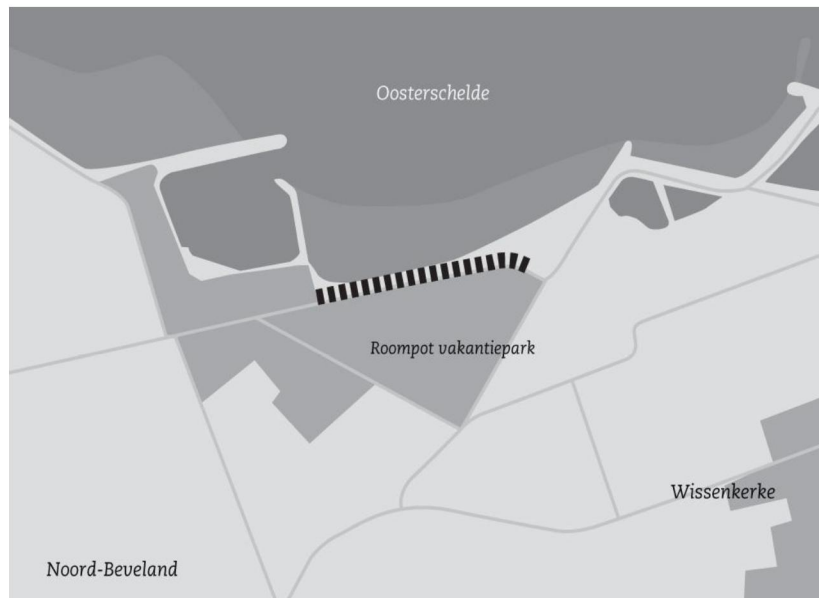 Oosterschelde
Roompot vakantiepark
Wissenkerke
Noord-Beveland